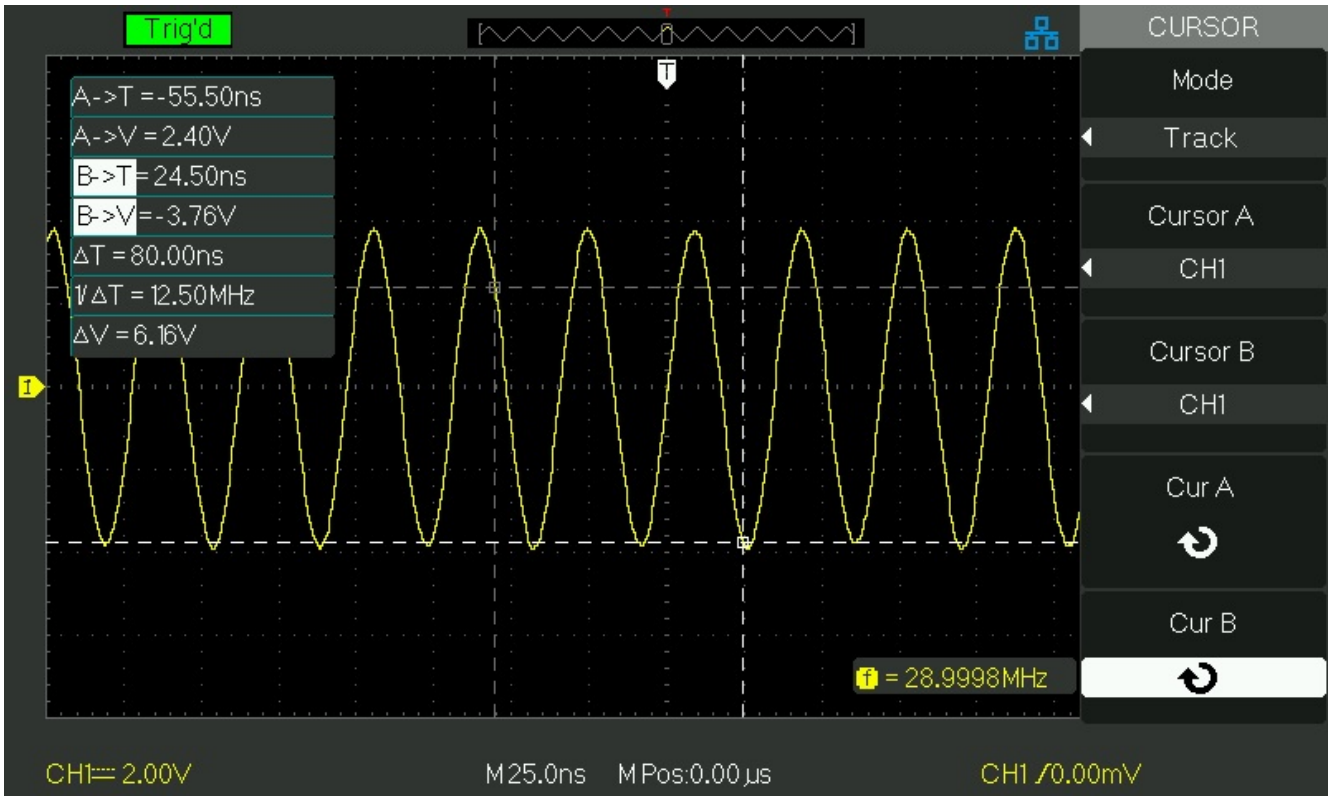 Trig'd
T
CURSOR
T
A->T =-55.50ns
A->V = 2.40V
B->T= 24.50ns
B->V=-3.76V
ΔT = 80.00ns
1/ΔT = 12.50MHz
ΔV = 6.16V
Mode
Track
Cursor A
CH1
Cursor B
CH1
Cur A
Cur B
1
f = 28.9998MHz
CH1 2.00V
M 25.0ns
M Pos:0.00μs
CH1 0.00mV